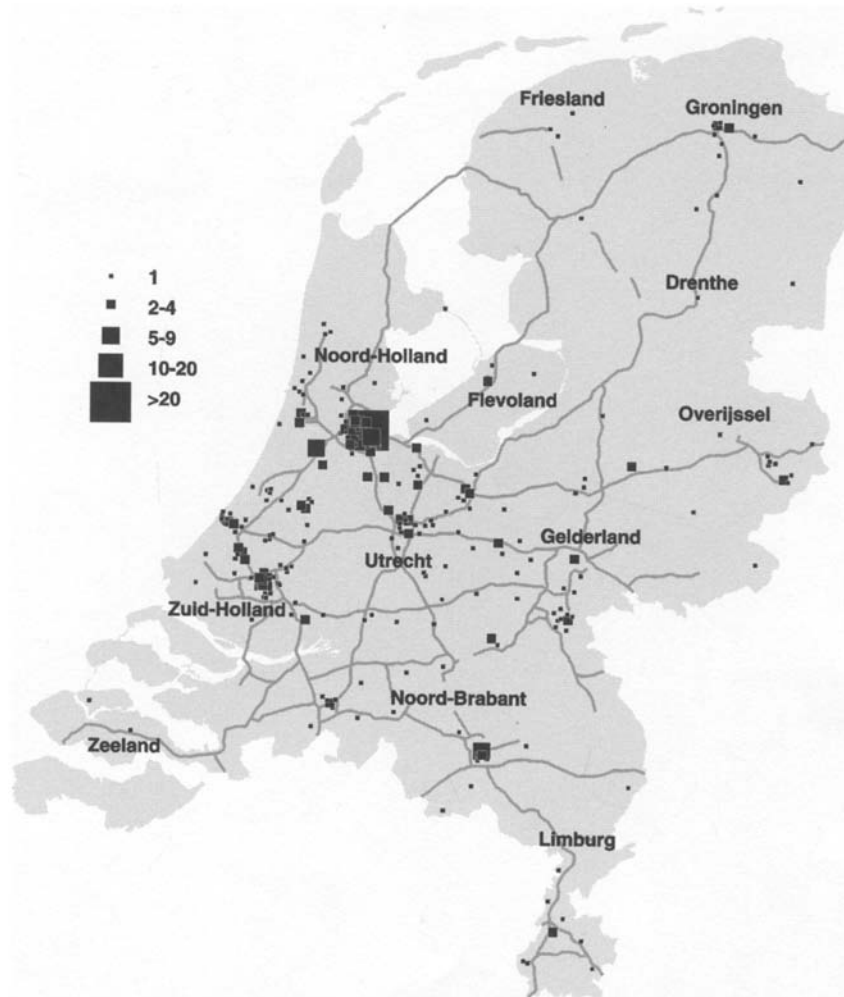 Friesland
Groningen
Drenthe
1
2-4
5-9
10-20
>20
Noord-Holland
Flevoland
Overijssel
Gelderland
Utrecht
Zuid-Holland
Noord-Brabant
Zeeland
Limburg